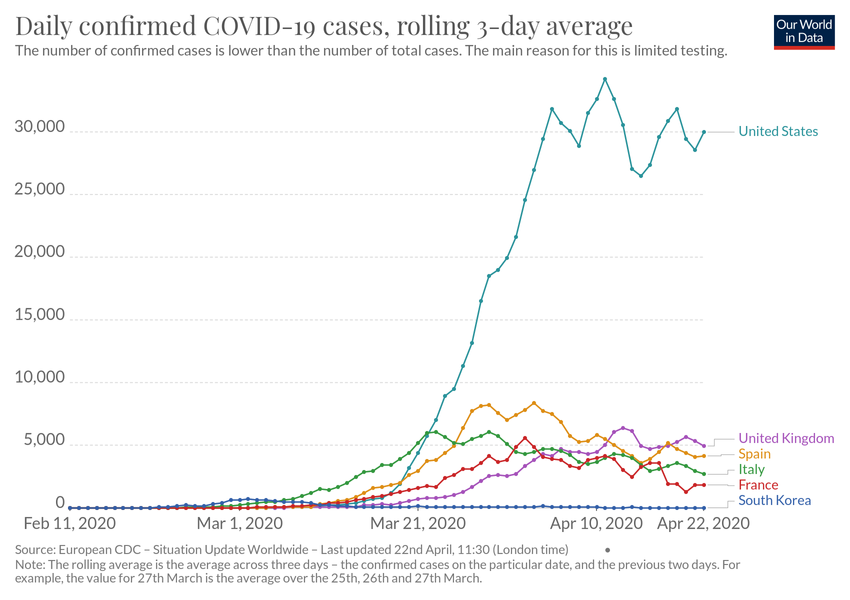 Daily confirmed COVID-19 cases, rolling 3-day average
Our World
in Data
The number of confirmed cases is lower than the number of total cases. The main reason for this is limited testing.
30,000
United States
25,000
20,000
15,000
10,000
5,000
United Kingdom
Spain
Italy
France
South Korea
0
Feb 11, 2020
Mar 1, 2020
Mar 21, 2020
Apr 10, 2020
Apr 22, 2020
Source: European CDC – Situation Update Worldwide – Last updated 22nd April, 11:30 (London time)
Note: The rolling average is the average across three days – the confirmed cases on the particular date, and the previous two days. For
example, the value for 27th March is the average over the 25th, 26th and 27th March.